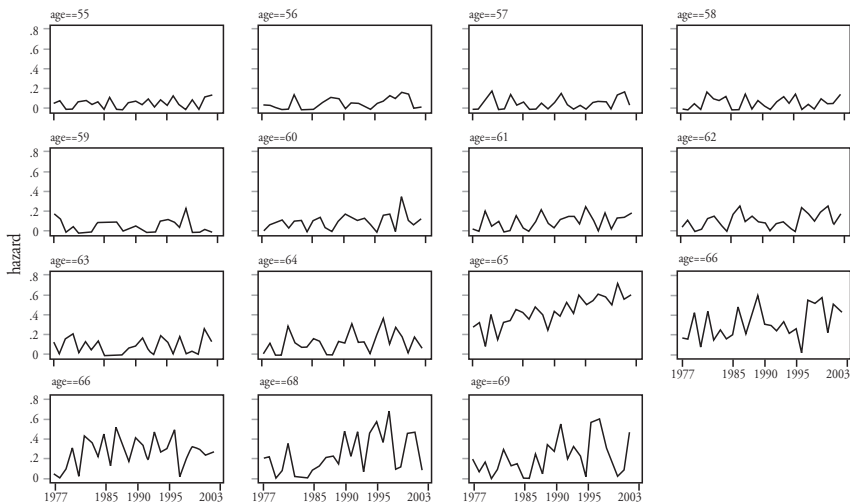 age==55 age==56 age==57 age==58
.8
.6
.4
.2
0
age==59 age==60 age==61 age==62
.8
.6
.4
.2
0
hazard
age==63 age==64 age==65 age==66
.8
.6
.4
.2
0
1977 1985 1990 1995 2003
age==66 age==68 age==69
.8
.6
.4
.2
0
1977 1985 1990 1995 2003 1977 1985 1990 1995 2003 1977 1985 1990 1995 2003